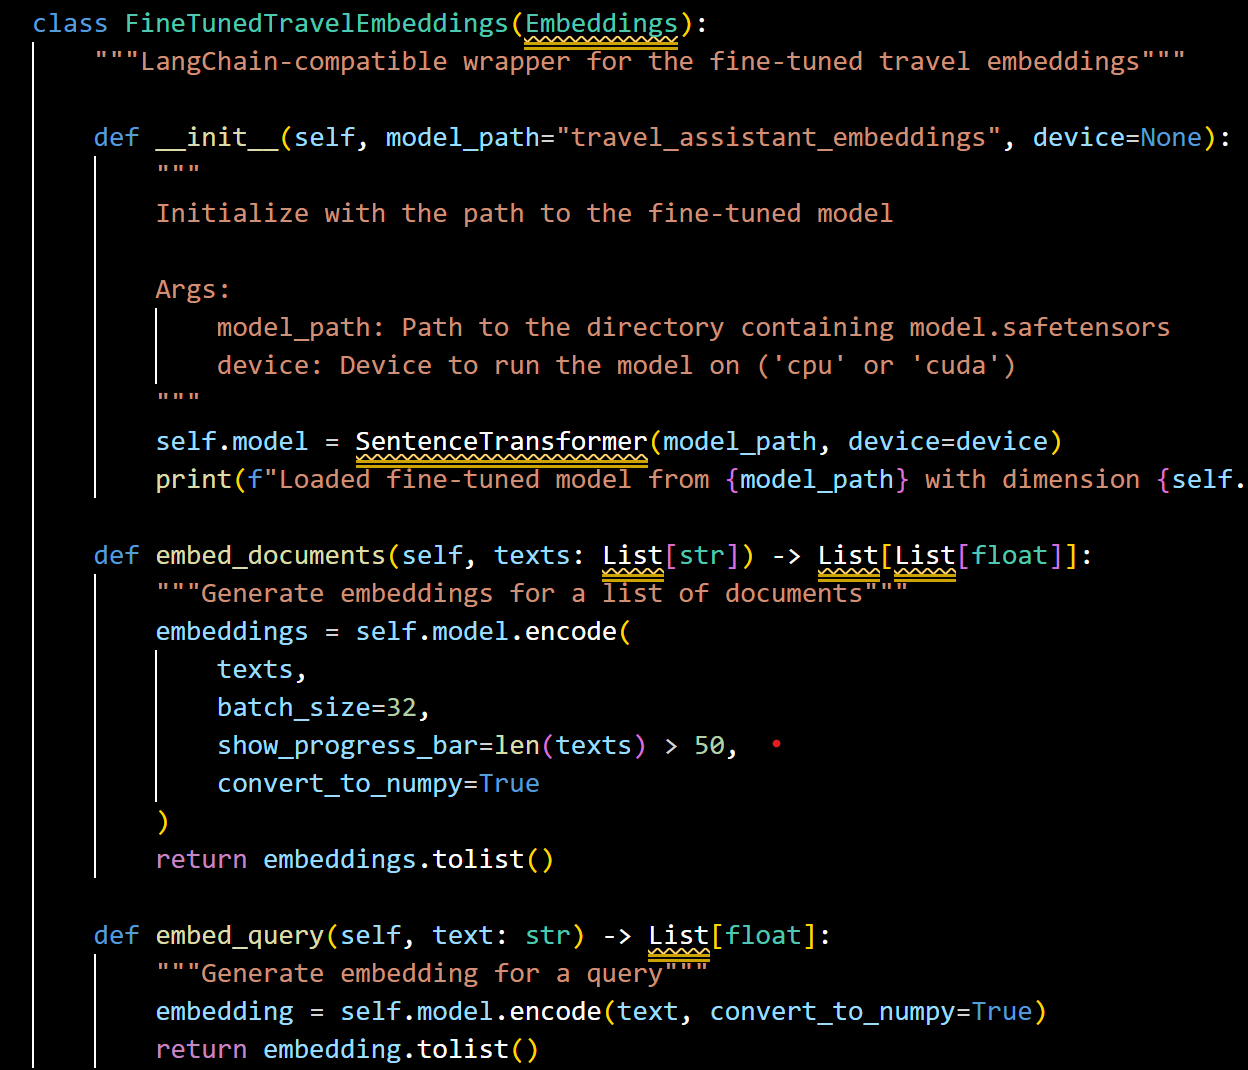 class FineTunedTravelEmbeddings(Embeddings):
    """LangChain-compatible wrapper for the fine-tuned travel embeddings"""

    def __init__(self, model_path="travel_assistant_embeddings", device=None):
        """
        Initialize with the path to the fine-tuned model

        Args:
            model_path: Path to the directory containing model.safetensors
            device: Device to run the model on ('cpu' or 'cuda')
        """
        self.model = SentenceTransformer(model_path, device=device)
        print(f"Loaded fine-tuned model from {model_path} with dimension {self.

    def embed_documents(self, texts: List[str]) -> List[List[float]]:
        """Generate embeddings for a list of documents"""
        embeddings = self.model.encode(
            texts,
            batch_size=32,
            show_progress_bar=len(texts) > 50,
            convert_to_numpy=True
        )
        return embeddings.tolist()

    def embed_query(self, text: str) -> List[float]:
        """Generate embedding for a query"""
        embedding = self.model.encode(text, convert_to_numpy=True)
        return embedding.tolist()